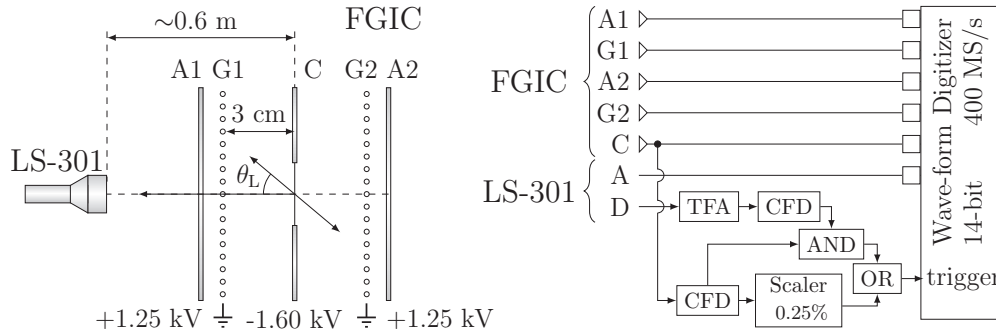 ~0.6 m
FGIC
A1 G1 C G2 A2
3 cm
LS-301
θL
+1.25 kV -1.60 kV +1.25 kV
FGIC
A1
G1
A2
G2
C
LS-301
A
D
TFA
CFD
AND
CFD
Scaler
0.25%
OR
trigger
Wave-form Digitizer
14-bit 400 MS/s